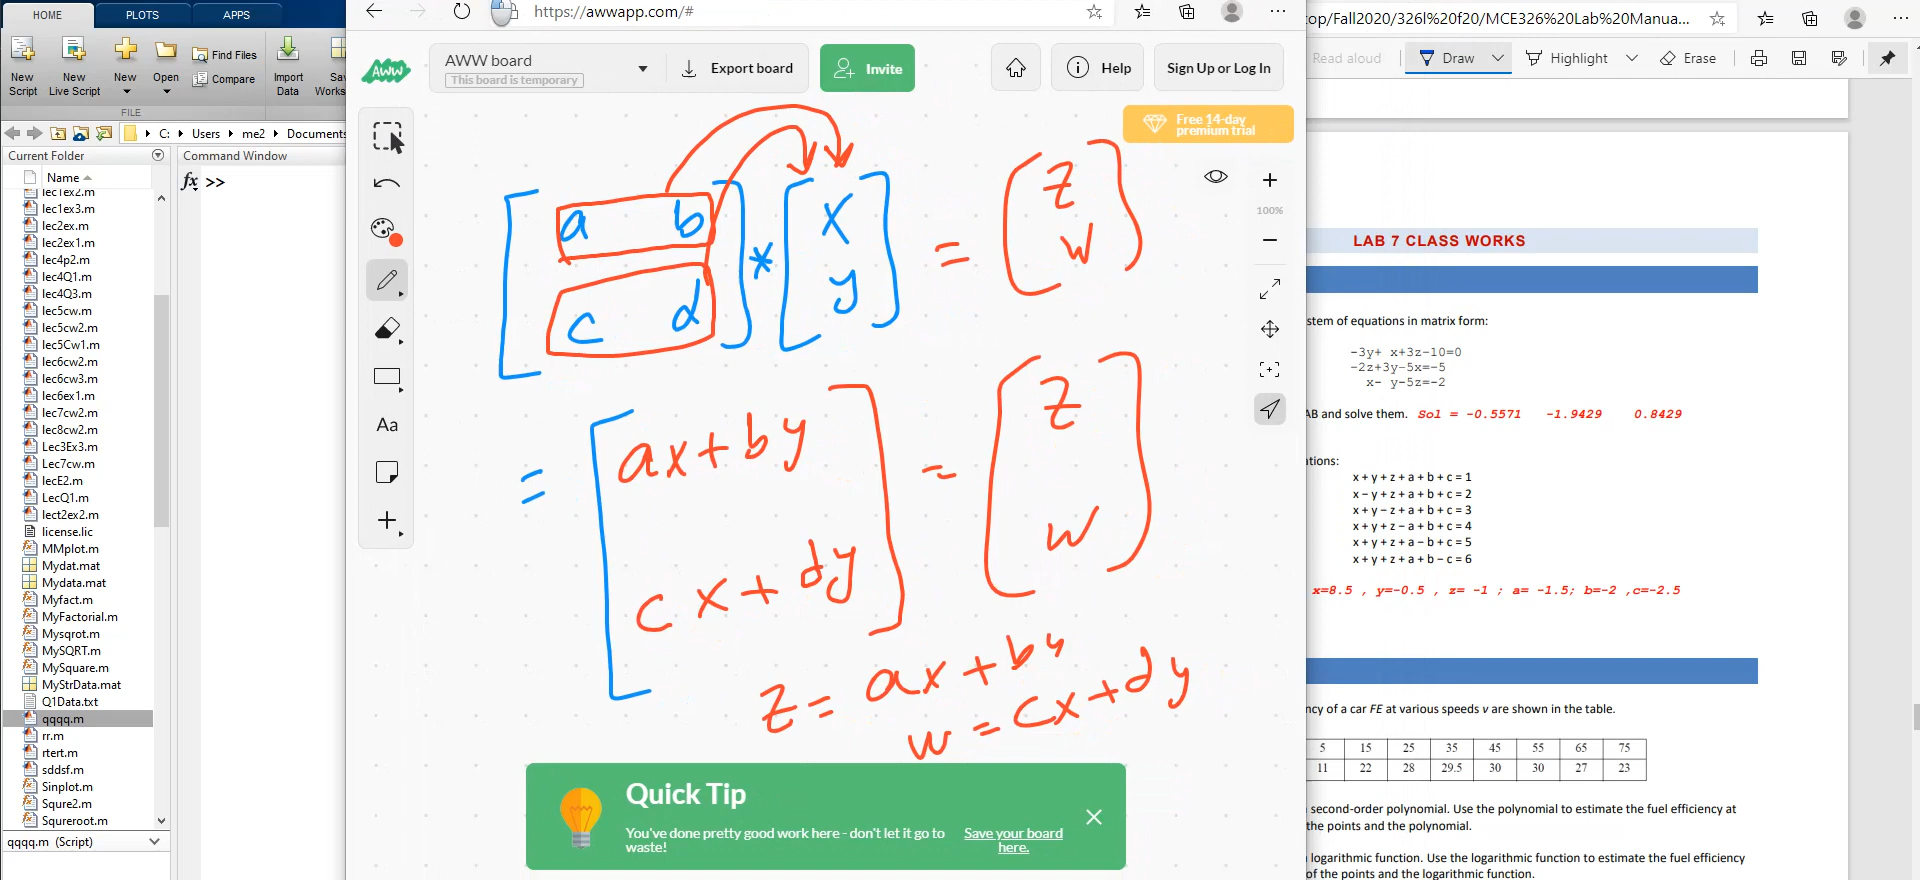 HOME
PLOTS
APPS
New Script
New Live Script
New
Open
Find Files
Compare
Import Data
FILE
C: Users me2 Documents
Current Folder
Name
lec1ex2.m
lec1ex3.m
lec2ex.m
lec2ex1.m
lec4p2.m
lec4Q1.m
lec4Q3.m
lec5cw.m
lec5cw2.m
lec5Cw1.m
lec6cw2.m
lec6cw3.m
lec6ex1.m
lec7cw2.m
lec8cw2.m
Lec3Ex3.m
Lec7cw.m
lecE2.m
LecQ1.m
lect2ex2.m
license.lic
MMplot.m
Mydat.mat
Mydata.mat
Myfact.m
MyFactorial.m
Mysqrot.m
MySQRT.m
MySquare.m
MyStrData.mat
Q1Data.txt
qqqq.m
rr.m
rtert.m
sddsf.m
Sinplot.m
Squre2.m
Squreroot.m
qqqq.m (Script)
Command Window
fx >>
https://awwapp.com/#
AWW
AWW board
This board is temporary
Export board
Invite
Help
Sign Up or Log In
Free 14-day
premium trial
100%
Aa
[a b
c d] * [x
y] = [z
w]
= [ax+by
cx+dy] = [z
w]
z = ax+by
w = cx+dy
Quick Tip
You've done pretty good work here - don't let it go to
waste!
Save your board
here.
top/Fall2020/326l%20f20/MCE326%20Lab%20Manua...
Read aloud
Draw
Highlight
Erase
LAB 7 CLASS WORKS
stem of equations in matrix form:
-3y+ x+3z-10=0
-2z+3y-5x=-5
x- y-5z=-2
AB and solve them. Sol = -0.5571 -1.9429 0.8429
ations:
x + y + z + a + b + c = 1
x – y + z + a + b + c = 2
x + y – z + a + b + c = 3
x + y + z – a + b + c = 4
x + y + z + a – b + c = 5
x + y + z + a + b – c = 6
x=8.5 , y=-0.5 , z= -1 ; a= -1.5; b=-2 ,c=-2.5
ncy of a car FE at various speeds v are shown in the table.
5 15 25 35 45 55 65 75
11 22 28 29.5 30 30 27 23
second-order polynomial. Use the polynomial to estimate the fuel efficiency at
the points and the polynomial.
logarithmic function. Use the logarithmic function to estimate the fuel efficiency
of the points and the logarithmic function.